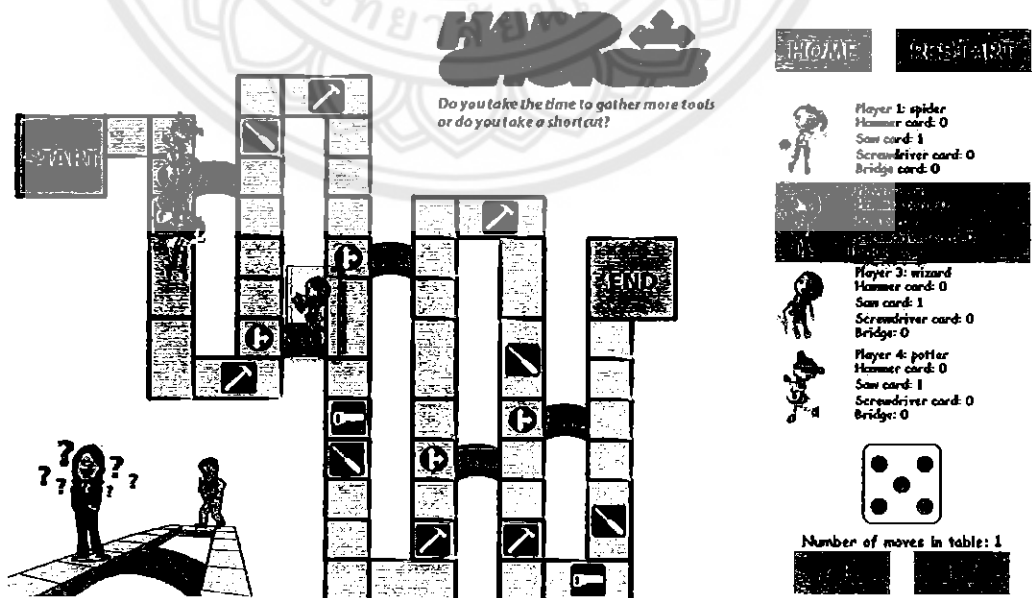 Do you take the time to gather more tools
or do you take a shortcut?
HOME
RESTART
START
END
Player 1: spider
Hammer card: 0
Saw card: 1
Screwdriver card: 0
Bridge card: 0
Player 3: wizard
Hammer card: 0
Saw card: 1
Screwdriver card: 0
Bridge: 0
Player 4: potter
Hammer card: 0
Saw card: 1
Screwdriver card: 0
Bridge: 0
? ? ? ? ?
Number of moves in table: 1